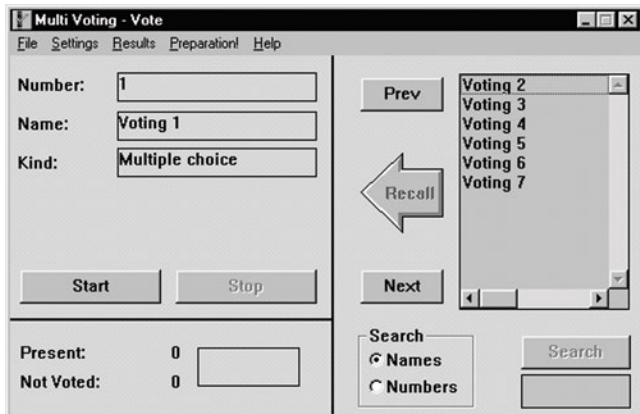 Multi Voting - Vote
File Settings Results Preparation! Help
Number: 1
Name: Voting 1
Kind: Multiple choice
Start Stop
Present: 0
Not Voted: 0
Prev
Recall
Next
Voting 2
Voting 3
Voting 4
Voting 5
Voting 6
Voting 7
Search
Names
Numbers
Search